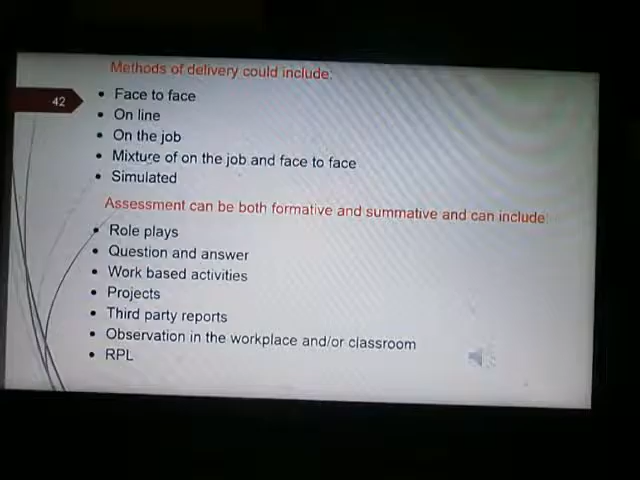 Methods of delivery could include:
42
• Face to face
• On line
• On the job
• Mixture of on the job and face to face
• Simulated
Assessment can be both formative and summative and can include:
• Role plays
• Question and answer
• Work based activities
• Projects
• Third party reports
• Observation in the workplace and/or classroom
• RPL